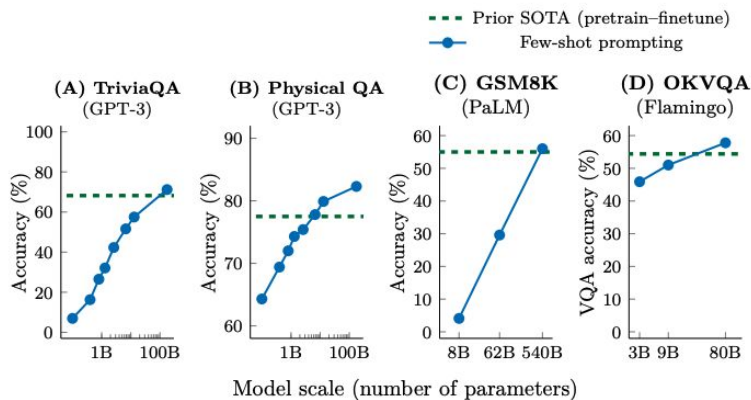 Prior SOTA (pretrain–finetune)
Few-shot prompting
(A) TriviaQA
(GPT-3)
(B) Physical QA
(GPT-3)
(C) GSM8K
(PaLM)
(D) OKVQA
(Flamingo)
Accuracy (%)
100
80
60
40
20
0
1B 100B
Accuracy (%)
90
80
70
60
1B 100B
Accuracy (%)
60
50
40
30
20
10
0
8B 62B 540B
VQA accuracy (%)
60
50
40
30
20
10
0
3B 9B 80B
Model scale (number of parameters)